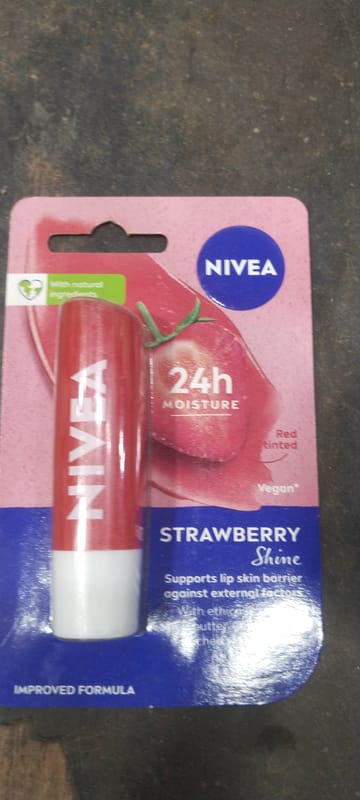 With natural
ingredients
NIVEA
24h
MOISTURE
Red
tinted
NIVEA
Vegan*
STRAWBERRY
Shine
Supports lip skin barrier
against external factors
With
IMPROVED FORMULA